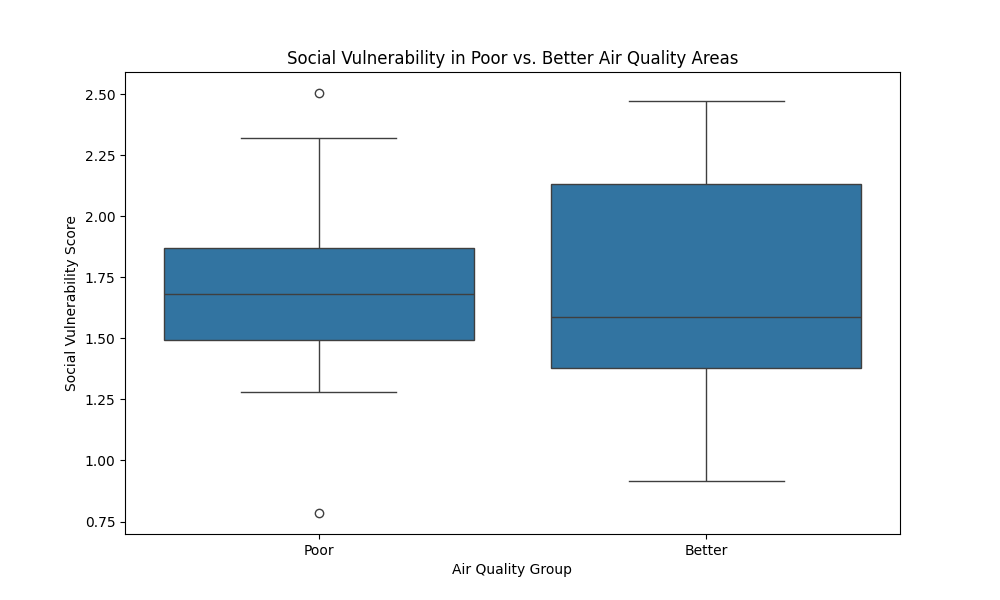 Social Vulnerability in Poor vs. Better Air Quality Areas
Social Vulnerability Score
2.50
2.25
2.00
1.75
1.50
1.25
1.00
0.75
Poor
Better
Air Quality Group